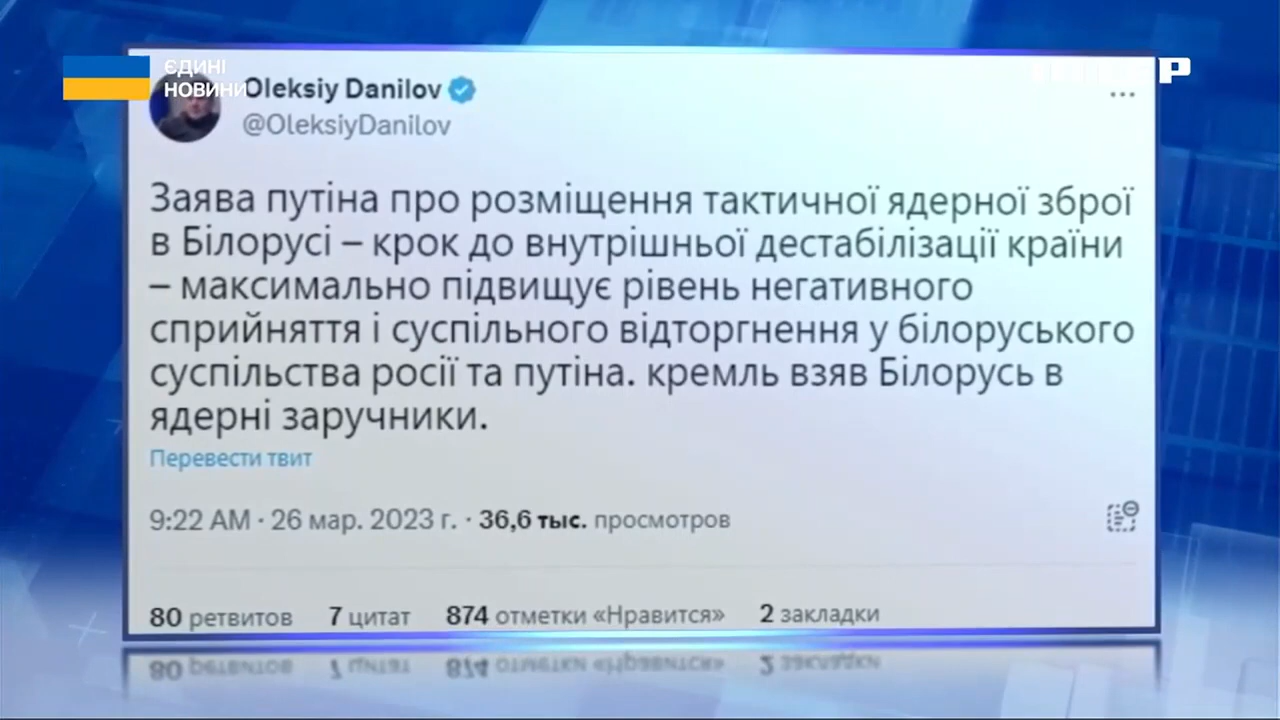 ЄДИНІ
НОВИНИ
ІНТЕР
Oleksiy Danilov
@OleksiyDanilov
Заява путіна про розміщення тактичної ядерної зброї
в Білорусі – крок до внутрішньої дестабілізації країни
– максимально підвищує рівень негативного
сприйняття і суспільного відторгнення у білоруського
суспільства росії та путіна. кремль взяв Білорусь в
ядерні заручники.
Перевести твит
9:22 AM · 26 мар. 2023 г. · 36,6 тыс. просмотров
80 ретвитов 7 цитат 874 отметки «Нравится» 2 закладки